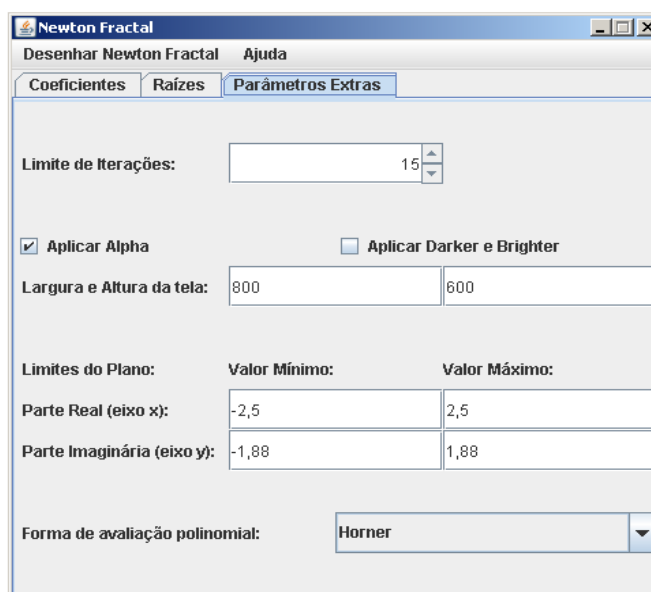 Newton Fractal
Desenhar Newton Fractal Ajuda
Coeficientes Raízes Parâmetros Extras
Limite de Iterações: 15
Aplicar Alpha Aplicar Darker e Brighter
Largura e Altura da tela: 800 600
Limites do Plano: Valor Mínimo: Valor Máximo:
Parte Real (eixo x): -2,5 2,5
Parte Imaginária (eixo y): -1,88 1,88
Forma de avaliação polinomial: Horner